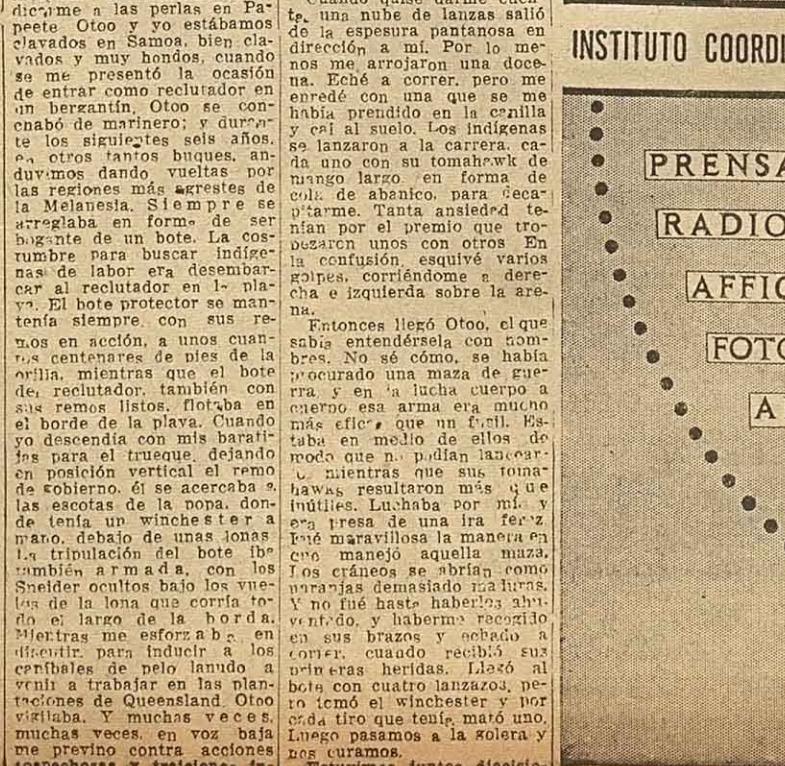 dicarme a las perlas en Pa-
peete Otoo y yo estábamos
clavados en Samoa, bien cla-
vados y muy hondos, cuando
se me presentó la ocasión
de entrar como reclutador en
un bergantín, Otoo se con-
chabó de marinero; y duran-
te los siguientes seis años,
en otros tantos buques, an-
duvimos dando vueltas por
las regiones más agrestes de
la Melanesia. Siempre se
arreglaba en forma de ser
bogante de un bote. La cos-
tumbre para buscar indíge-
nas de labor era desembar-
car al reclutador en la pla-
ya. El bote protector se man-
tenía siempre, con sus re-
mos en acción, a unos cuan-
tos centenares de pies de la
orilla, mientras que el bote
del reclutador, también con
sus remos listos, flotaba en
el borde de la playa. Cuando
yo descendía con mis barati-
jas para el trueque, dejando
en posición vertical el remo
de gobierno, él se acercaba a
las escotas de la popa, don-
de tenía un winchester a
mano, debajo de unas lonas
La tripulación del bote iba
también armada, con los
Sneider ocultos bajo los vue-
los de la lona que corría to-
do el largo de la borda.
Mientras me esforzaba en
discutir, para inducir a los
caníbales de pelo lanudo a
venir a trabajar en las plan-
taciones de Queensland, Otoo
vigilaba. Y muchas veces,
muchas veces, en voz baja
me previno contra acciones
sospechosas y traiciones
te, una nube de lanzas salió
de la espesura pantanosa en
dirección a mí. Por lo me-
nos me arrojaron una doce-
na. Eché a correr, pero me
enredé con una que se me
había prendido en la canilla
y caí al suelo. Los indígenas
se lanzaron a la carrera, ca-
da uno con su tomahawk de
mango largo, en forma de
cola de abanico, para deca-
pitarme. Tanta ansiedad te-
nían por el premio que tro-
pezaron unos con otros En
la confusión, esquivé varios
golpes, corriéndome a dere-
cha e izquierda sobre la are-
na.
Entonces llegó Otoo, el que
sabía entendérsela con hom-
bres. No sé cómo, se había
procurado una maza de gue-
rra, y en la lucha cuerpo a
cuerpo esa arma era mucho
más eficaz que un fusil. Es-
taba en medio de ellos de
modo que no podían lancear-
lo mientras que sus toma-
hawks resultaron más que
inútiles. Luchaba por mí, y
era presa de una ira feroz.
Fué maravillosa la manera en
que manejó aquella maza.
Los cráneos se abrían como
naranjas demasiado maduras.
Y no fué hasta haberlos ahu-
yentado, y haberme recogido
en sus brazos y echado a
correr, cuando recibió sus
primeras heridas. Llegó al
bote con cuatro lanzazos, pe-
ro tomó el winchester y por
cada tiro que tenía, mató uno.
Luego pasamos a la golera y
nos curamos.
Estuvimos juntos
INSTITUTO COORDI
PRENSA
RADIO
AFFIC
FOTO
A